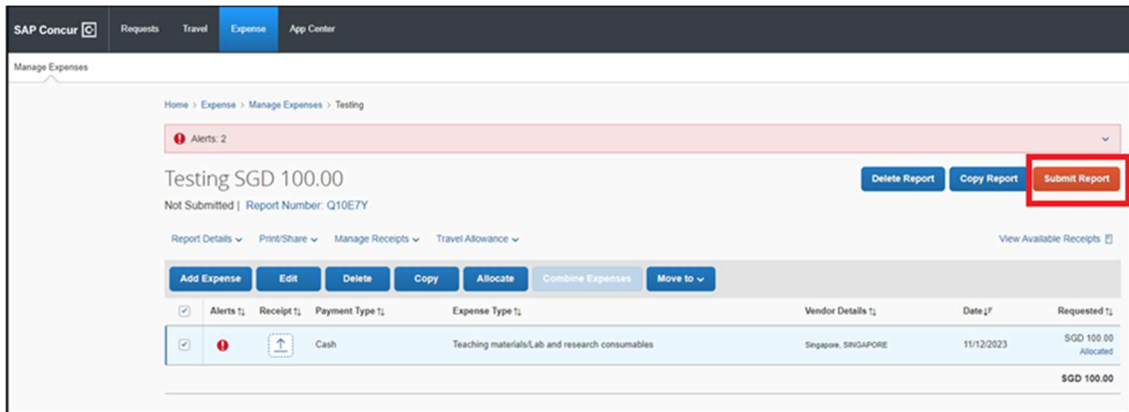 SAP Concur C Requests Travel Expense App Center
Manage Expenses
Home > Expense > Manage Expenses > Testing
Alerts: 2
Testing SGD 100.00
Delete Report Copy Report Submit Report
Not Submitted | Report Number: Q10E7Y
Report Details Print/Share Manage Receipts Travel Allowance View Available Receipts
Add Expense Edit Delete Copy Allocate Combine Expenses Move to
Alerts Receipt Payment Type Expense Type Vendor Details Date Requested
Cash Teaching materials/Lab and research consumables Singapore, SINGAPORE 11/12/2023 SGD 100.00
Allocated
SGD 100.00